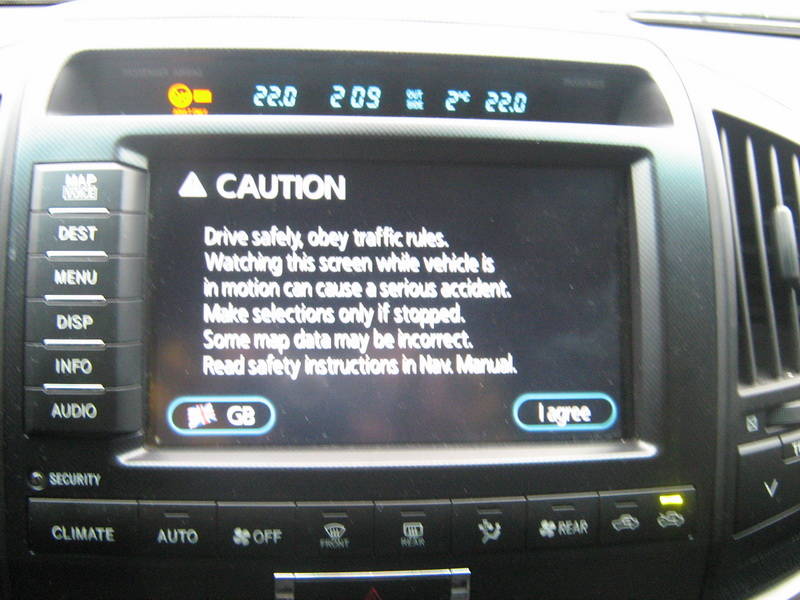 22.0 2:09 OUT SIDE 2°C 22.0
CAUTION
Drive safely, obey traffic rules.
Watching this screen while vehicle is
in motion can cause a serious accident.
Make selections only if stopped.
Some map data may be incorrect.
Read safety instructions in Nav. Manual.
GB
I agree
MAP
VOICE
DEST
MENU
DISP
INFO
AUDIO
SECURITY
CLIMATE
AUTO
OFF
FRONT
REAR
REAR